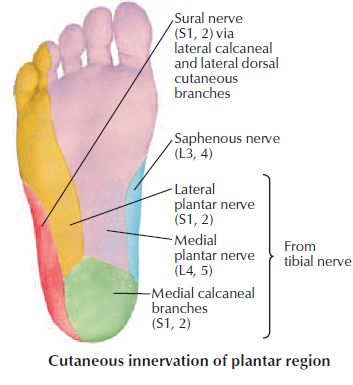 Sural nerve
(S1, 2) via
lateral calcaneal
and lateral dorsal
cutaneous
branches
Saphenous nerve
(L3, 4)
Lateral
plantar nerve
(S1, 2)
Medial
plantar nerve
(L4, 5)
Medial calcaneal
branches
(S1, 2)
From
tibial nerve
Cutaneous innervation of plantar region